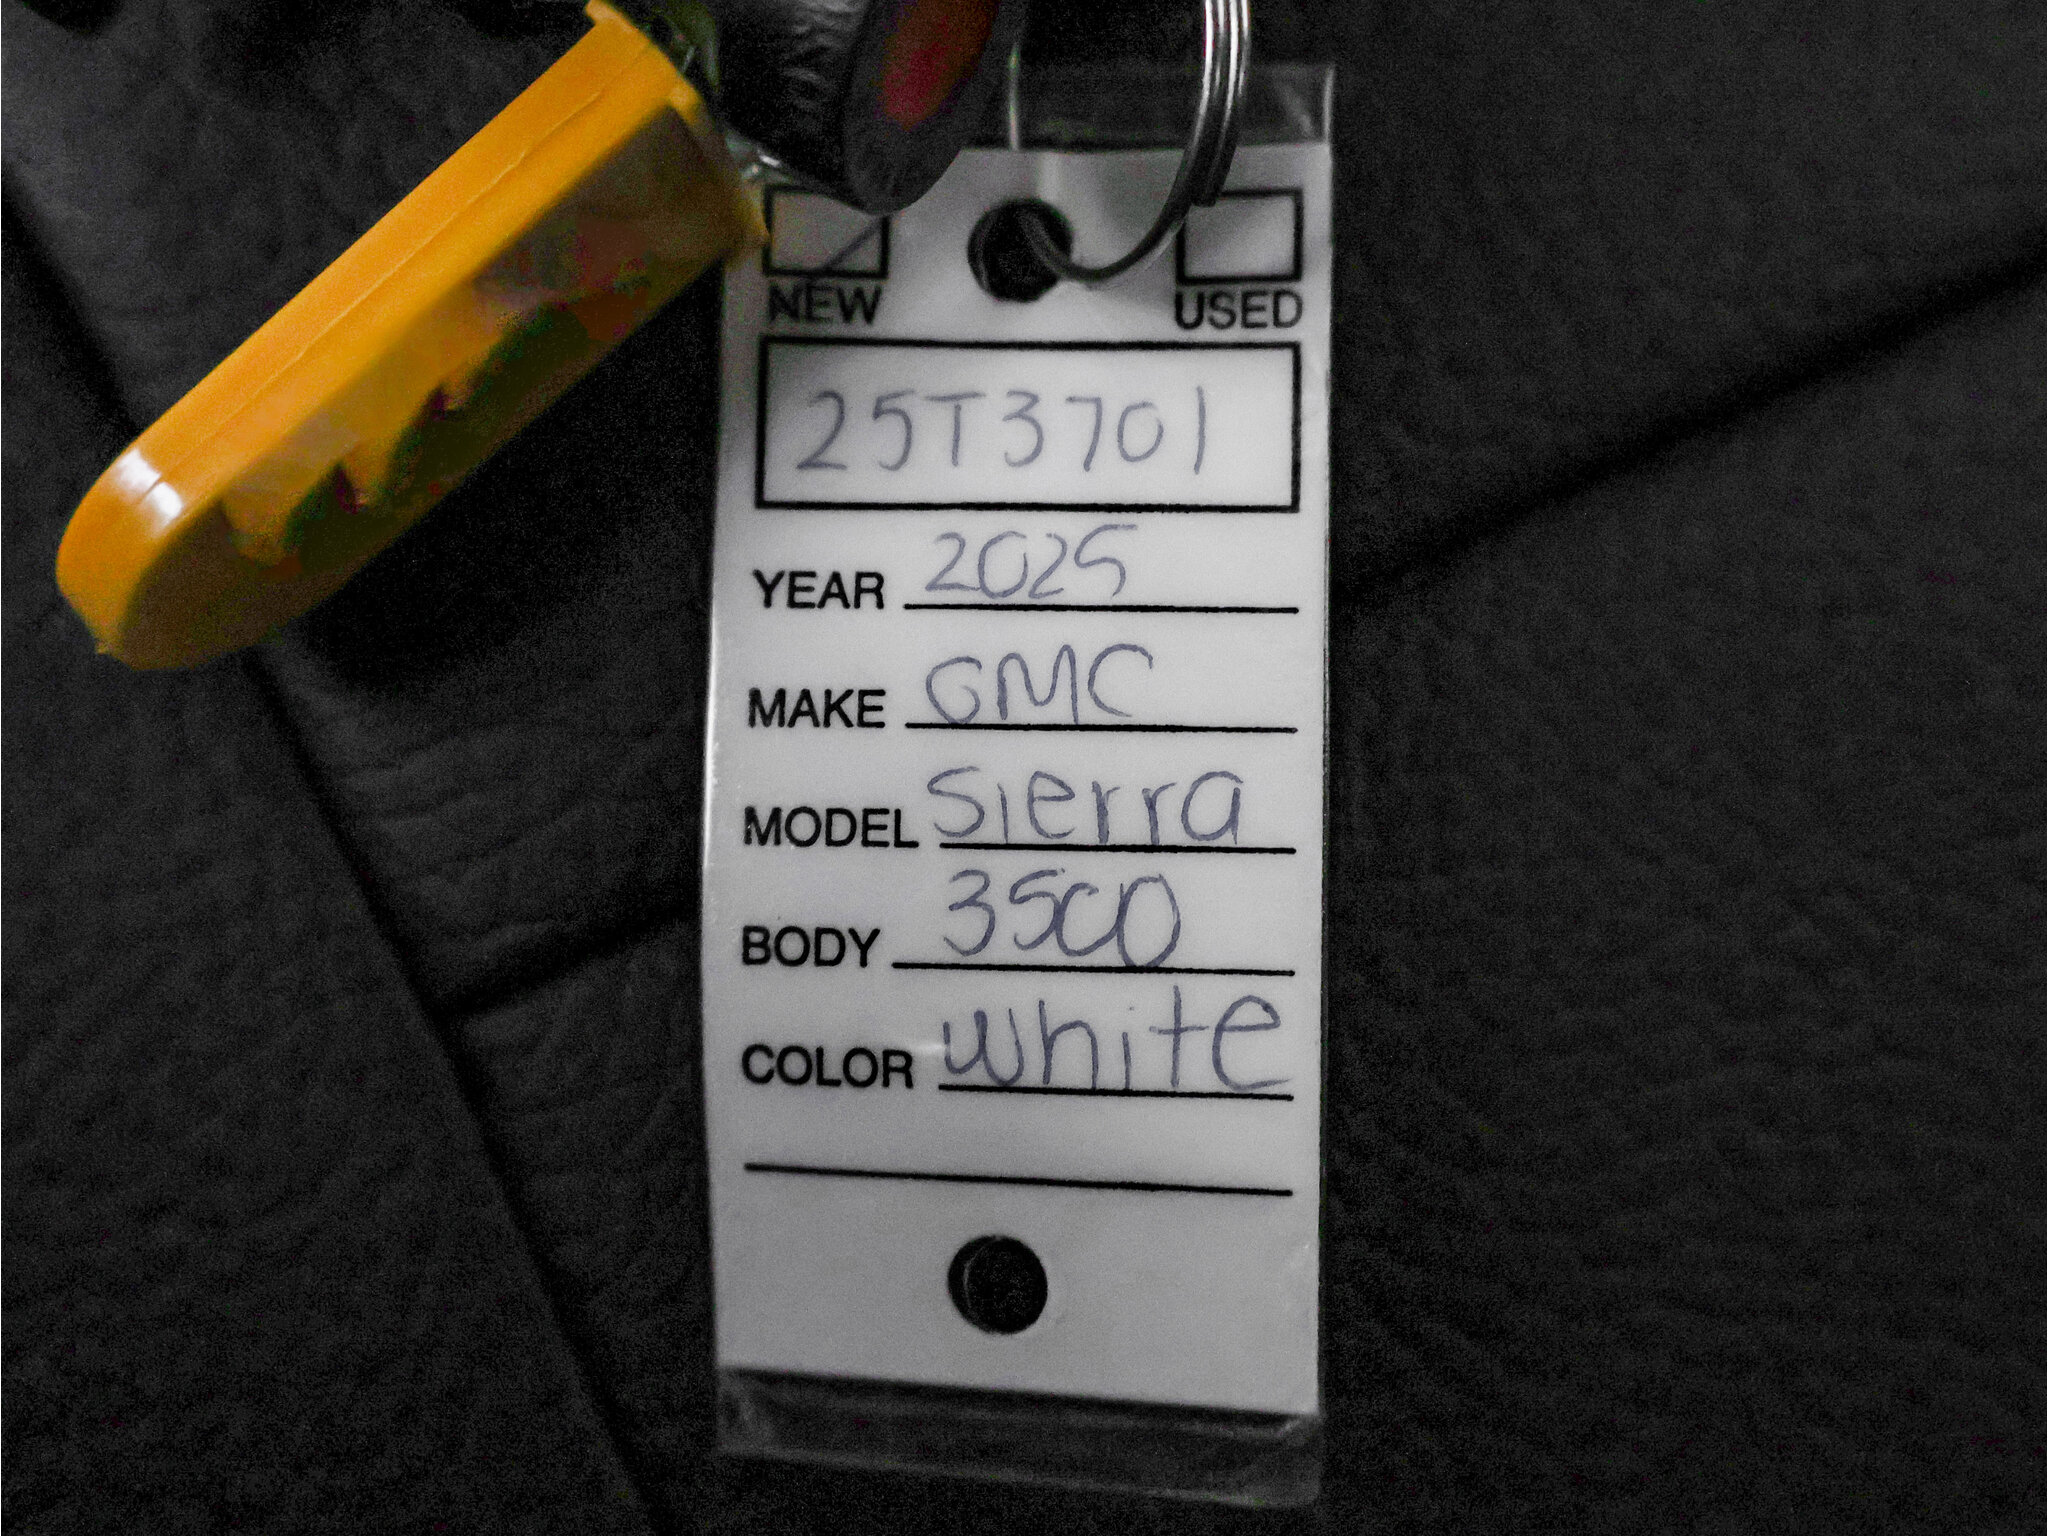 NEW USED
25T3701
YEAR 2025
MAKE GMC
MODEL Sierra
BODY 3500
COLOR white